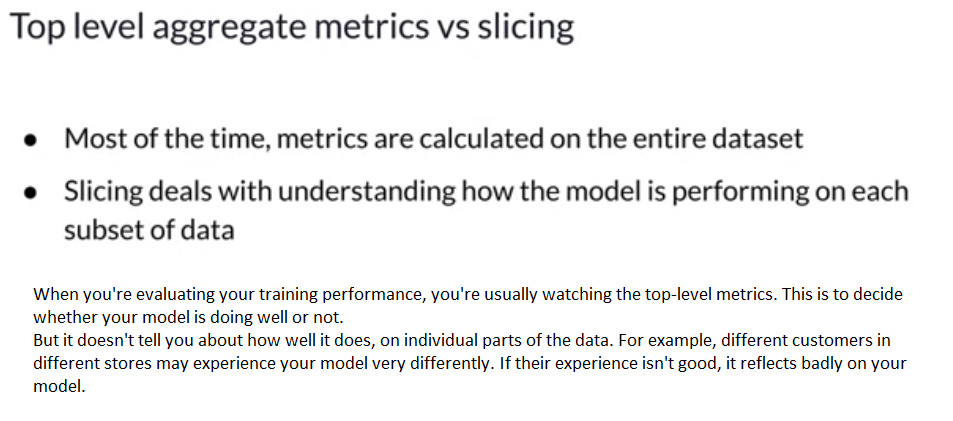 Top level aggregate metrics vs slicing
● Most of the time, metrics are calculated on the entire dataset
● Slicing deals with understanding how the model is performing on each
subset of data
When you're evaluating your training performance, you're usually watching the top-level metrics. This is to decide
whether your model is doing well or not.
But it doesn't tell you about how well it does, on individual parts of the data. For example, different customers in
different stores may experience your model very differently. If their experience isn't good, it reflects badly on your
model.